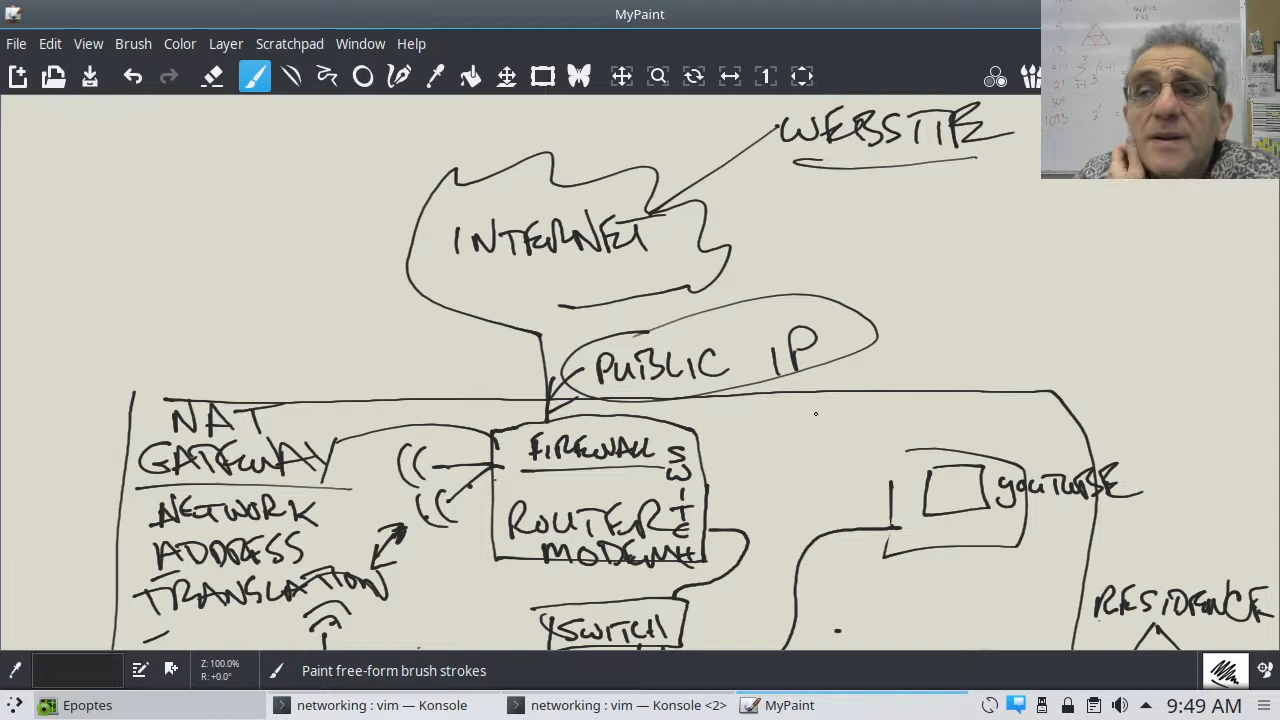 MyPaint
File Edit View Brush Color Layer Scratchpad Window Help
WEBSITE
INTERNET
PUBLIC IP
NAT
GATEWAY
NETWORK
ADDRESS
TRANSLATION
FIREWALL
SWITCH
ROUTER
MODEM
YOUTUBE
SWITCH
RESIDENCE
Z: 100.0%
R: +0.0°
Paint free-form brush strokes
Epoptes
networking : vim — Konsole
networking : vim — Konsole <2>
MyPaint
9:49 AM